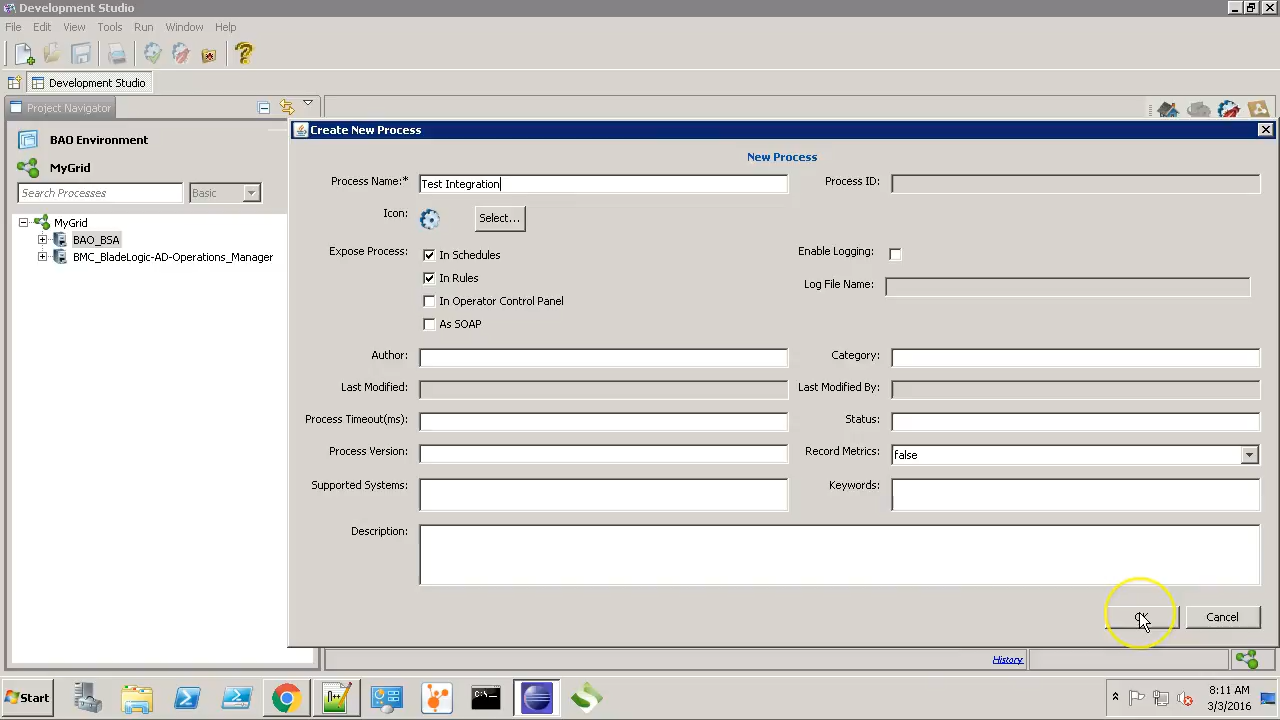 Development Studio
File Edit View Tools Run Window Help
Development Studio
Project Navigator
BAO Environment
MyGrid
Search Processes Basic
MyGrid
BAO_BSA
BMC_BladeLogic-AD-Operations_Manager
Create New Process
New Process
Process Name:* Test Integration Process ID:
Icon: Select...
Expose Process: In Schedules Enable Logging:
In Rules Log File Name:
In Operator Control Panel
As SOAP
Author: Category:
Last Modified: Last Modified By:
Process Timeout(ms): Status:
Process Version: Record Metrics: false
Supported Systems: Keywords:
Description:
OK Cancel
History
Start 8:11 AM
3/3/2016